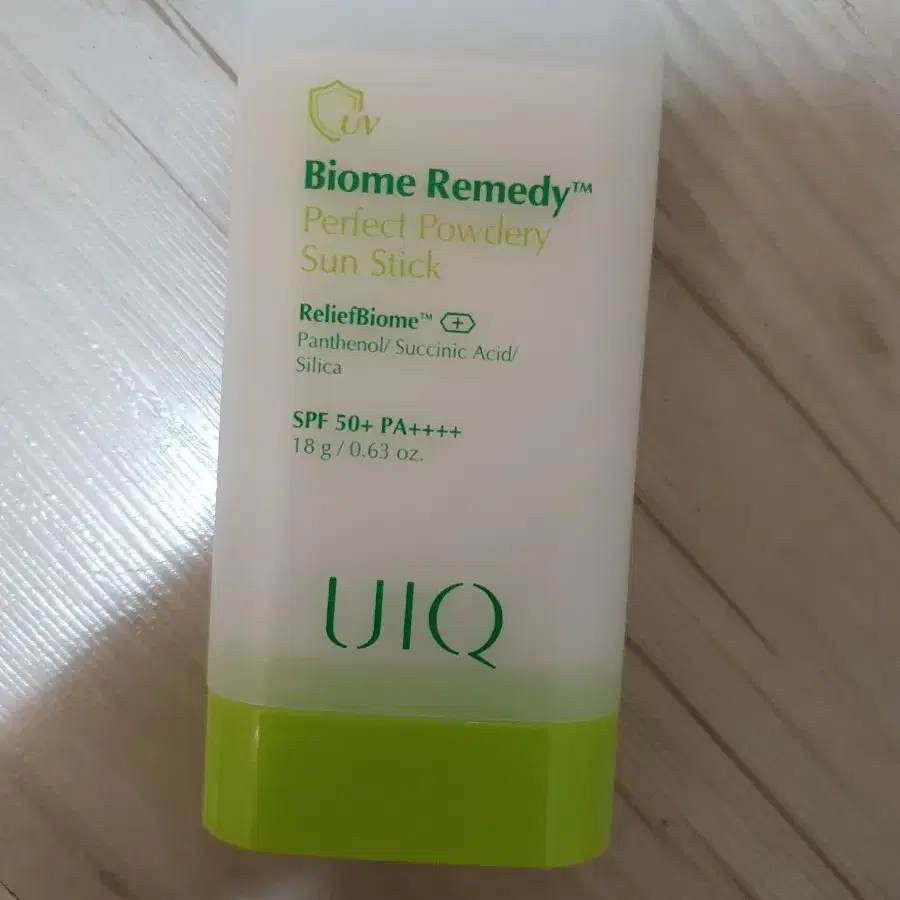 UV
Biome Remedy™
Perfect Powdery
Sun Stick
ReliefBiome™
Panthenol/ Succinic Acid/
Silica
SPF 50+ PA++++
18 g / 0.63 oz.
UIQ